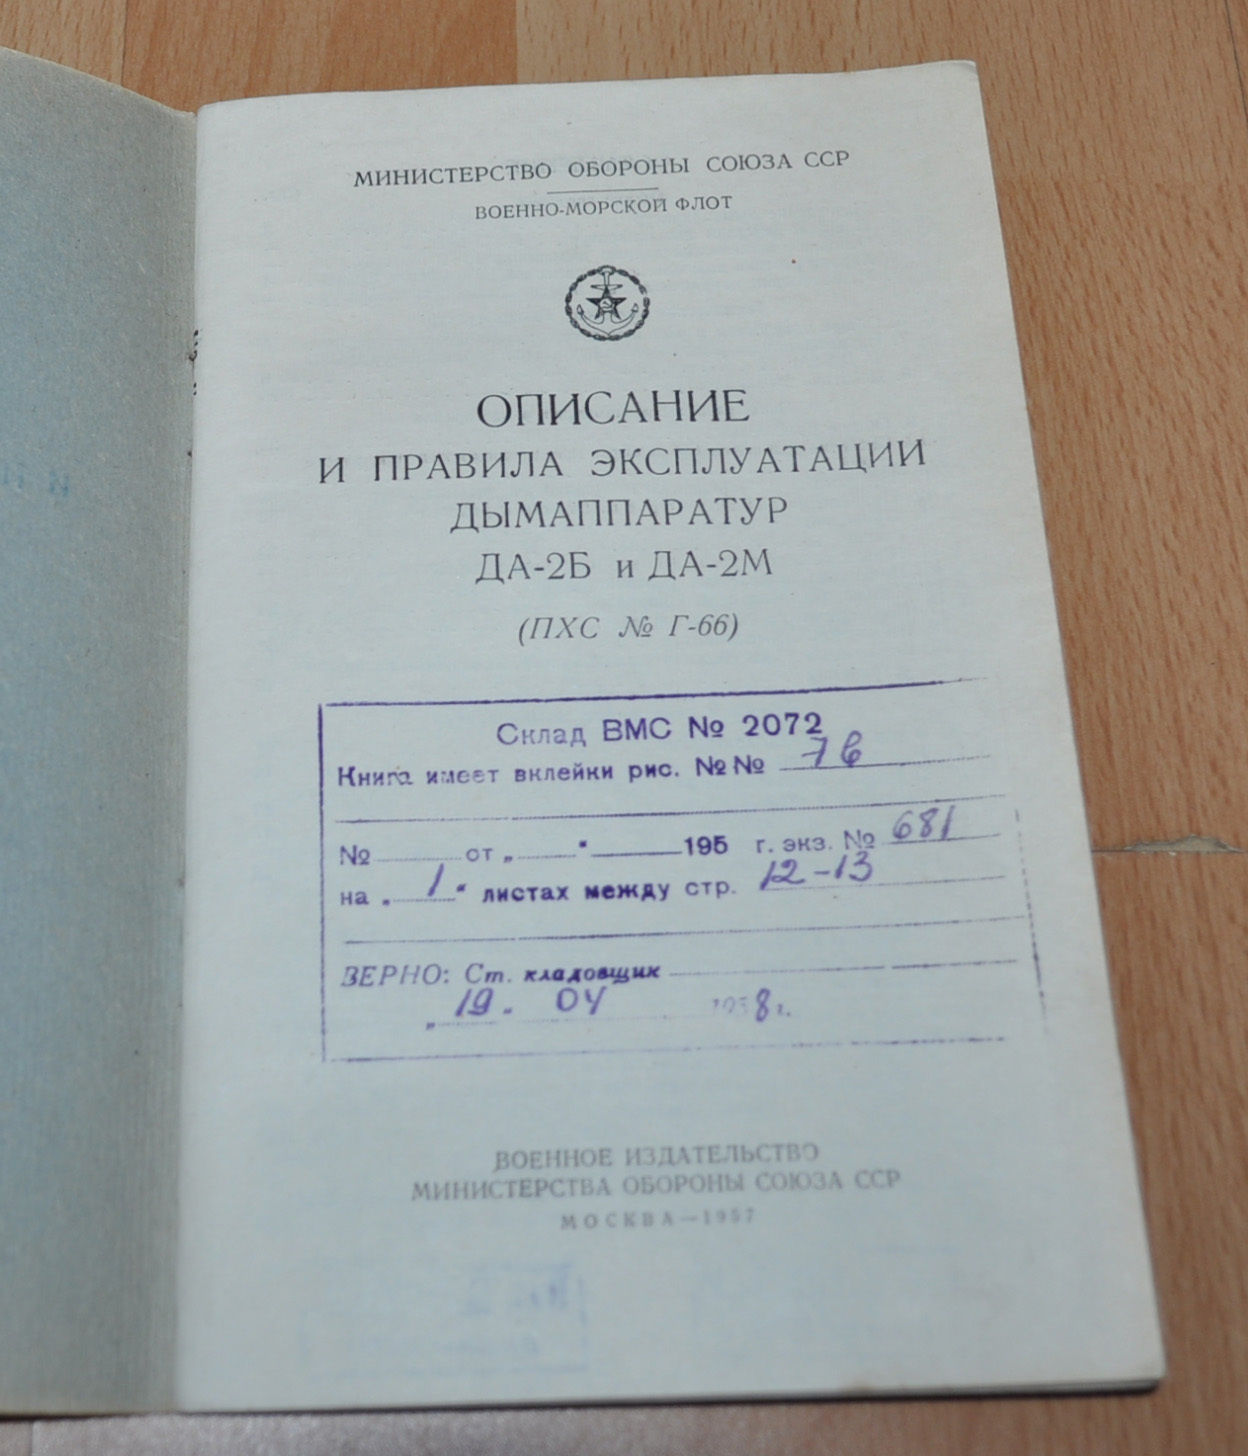 МИНИСТЕРСТВО ОБОРОНЫ СОЮЗА ССР
ВОЕННО-МОРСКОЙ ФЛОТ
ОПИСАНИЕ
И ПРАВИЛА ЭКСПЛУАТАЦИИ
ДЫМАППАРАТУР
ДА-2Б и ДА-2М
(ПХС № Г-66)
Склад ВМС № 2072
Книга имеет вклейки рис. №№ 7 в
№ от „ " 195 г. экз. № 681
на „ 1 " листах между стр. 12-13
ВЕРНО: Ст. кладовщик
„ 19. 04 1958 г.
ВОЕННОЕ ИЗДАТЕЛЬСТВО
МИНИСТЕРСТВА ОБОРОНЫ СОЮЗА ССР
МОСКВА — 1957